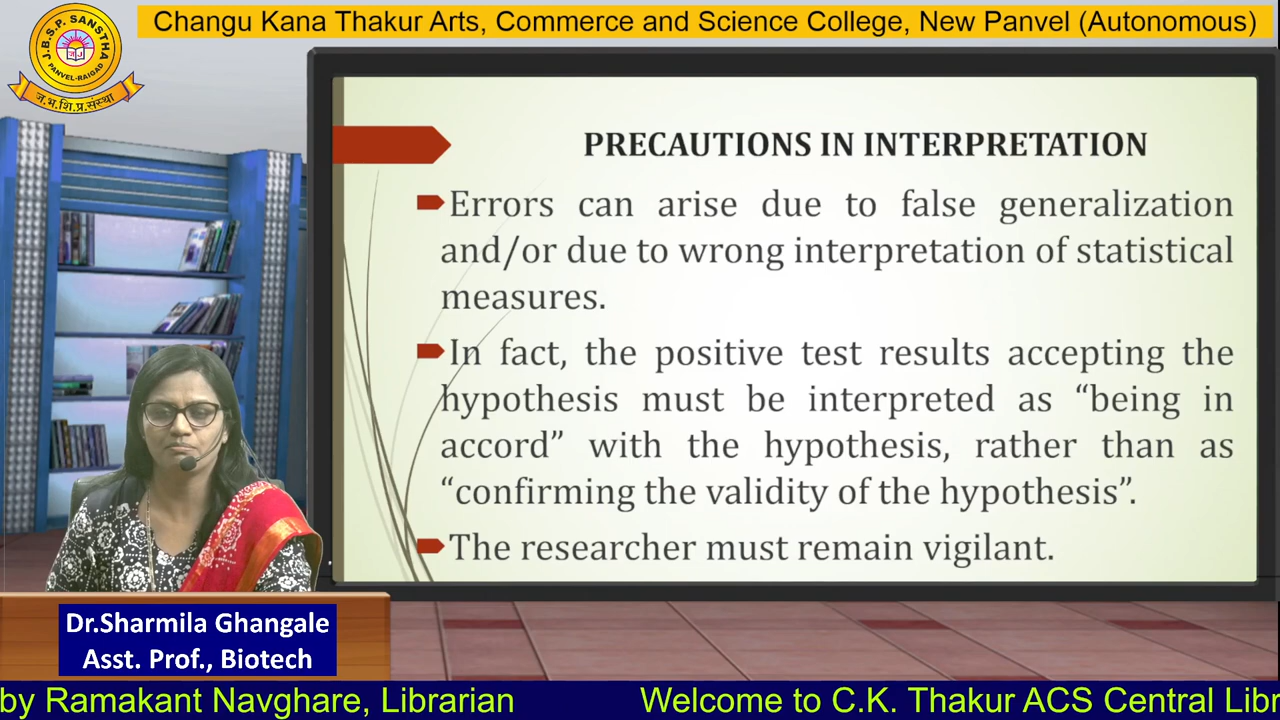 Changu Kana Thakur Arts, Commerce and Science College, New Panvel (Autonomous)
J.B.S.P. SANSTHA
PANVEL-RAIGAD
ज.भ.शि.प्र.संस्था
PRECAUTIONS IN INTERPRETATION
Errors can arise due to false generalization
and/or due to wrong interpretation of statistical
measures.
In fact, the positive test results accepting the
hypothesis must be interpreted as “being in
accord” with the hypothesis, rather than as
“confirming the validity of the hypothesis”.
The researcher must remain vigilant.
Dr.Sharmila Ghangale
Asst. Prof., Biotech
by Ramakant Navghare, Librarian Welcome to C.K. Thakur ACS Central Libr